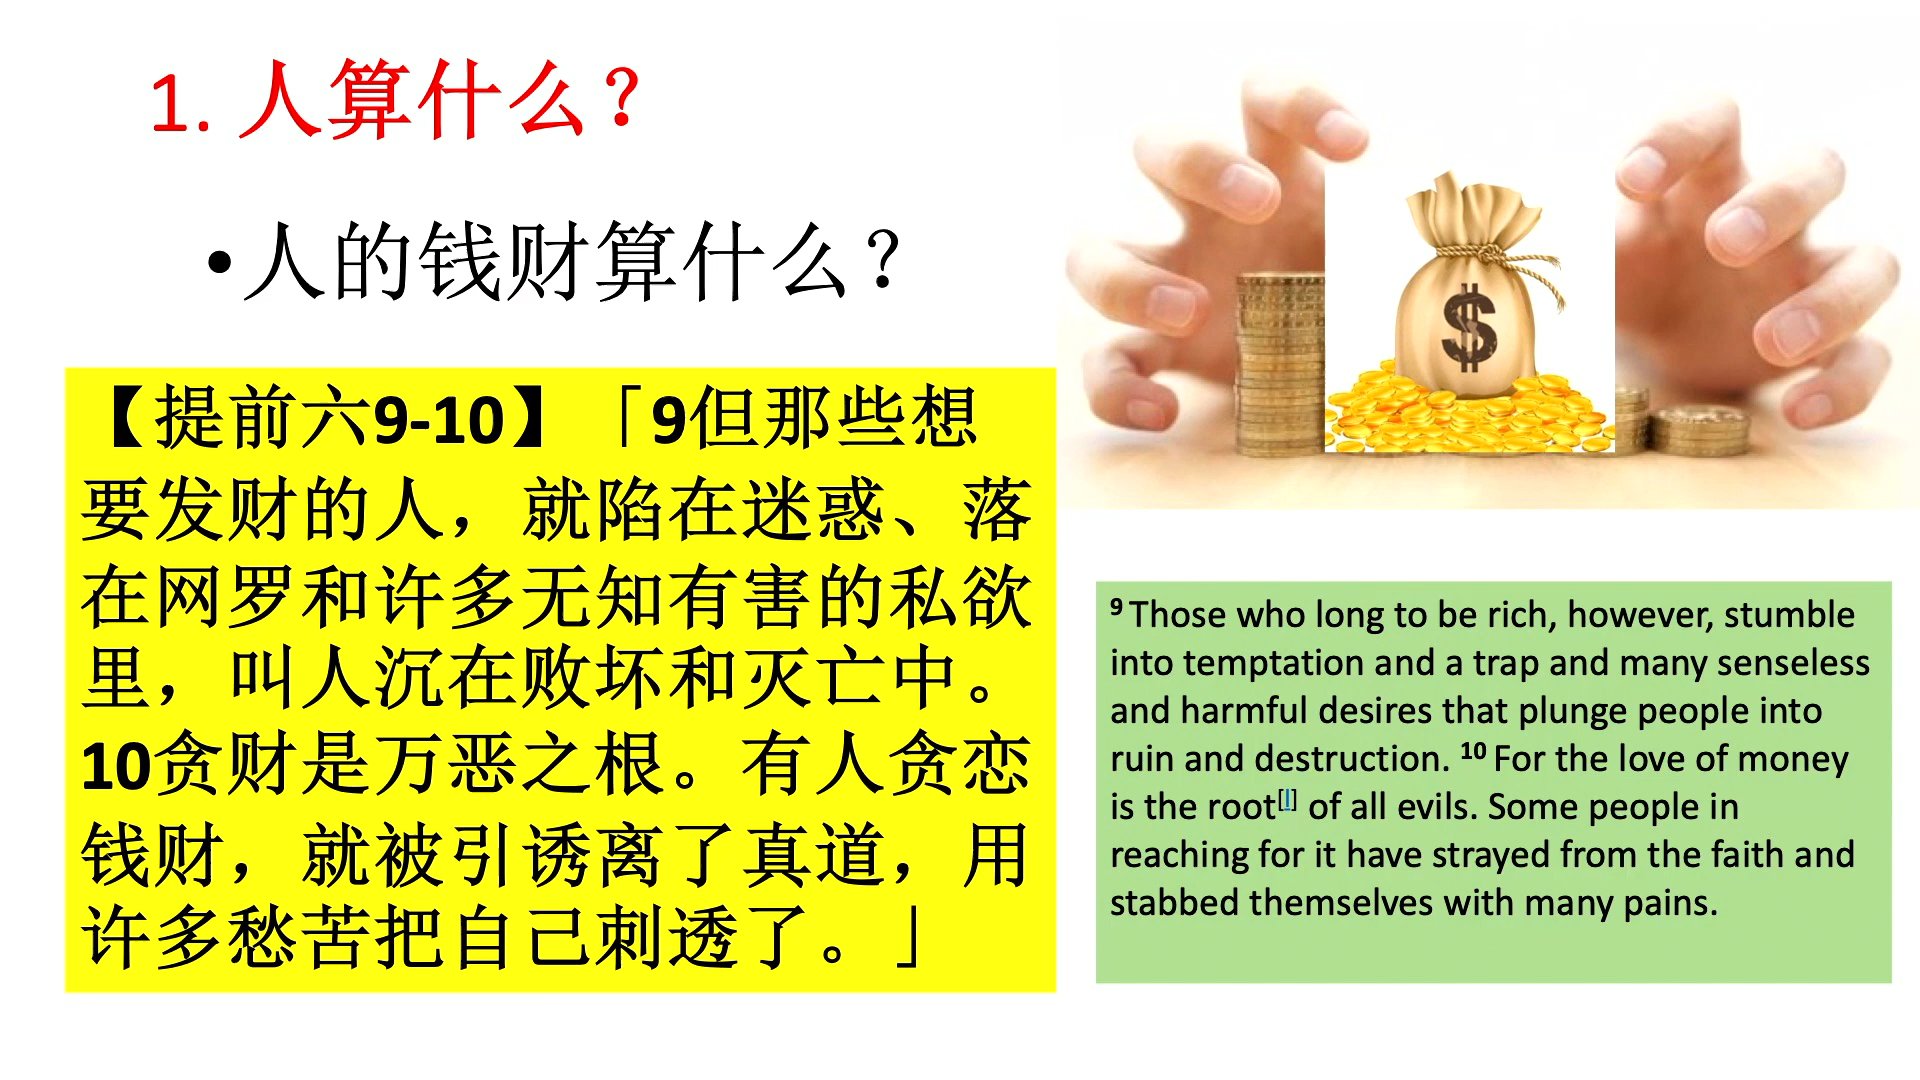 1. 人算什么？
•人的钱财算什么？
【提前六9-10】「9但那些想
要发财的人，就陷在迷惑、落
在网罗和许多无知有害的私欲
里，叫人沉在败坏和灭亡中。
10贪财是万恶之根。有人贪恋
钱财，就被引诱离了真道，用
许多愁苦把自己刺透了。」
$
9 Those who long to be rich, however, stumble
into temptation and a trap and many senseless
and harmful desires that plunge people into
ruin and destruction. 10 For the love of money
is the root[l] of all evils. Some people in
reaching for it have strayed from the faith and
stabbed themselves with many pains.